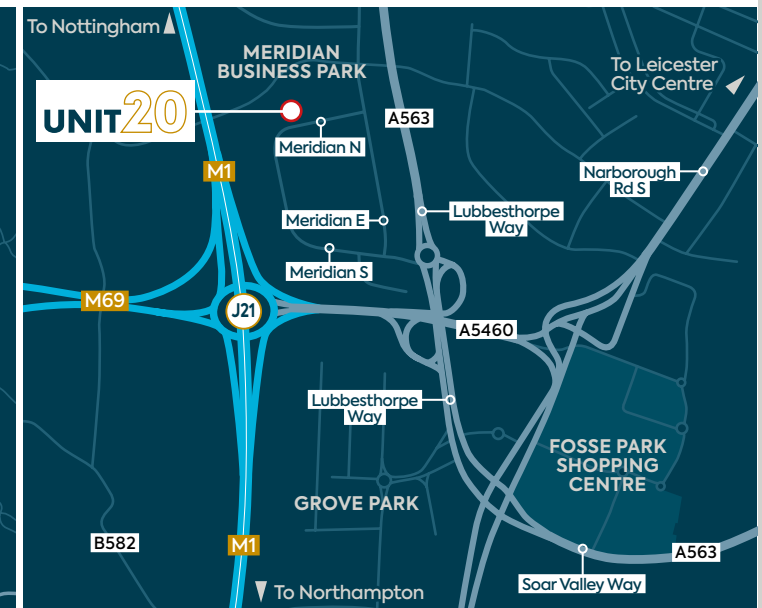 To Nottingham
MERIDIAN
BUSINESS PARK
To Leicester
City Centre
UNIT20
A563
Meridian N
M1
Narborough
Rd S
Meridian E
Lubbesthorpe
Way
Meridian S
M69
J21
A5460
Lubbesthorpe
Way
FOSSE PARK
SHOPPING
CENTRE
GROVE PARK
B582
M1
A563
Soar Valley Way
To Northampton